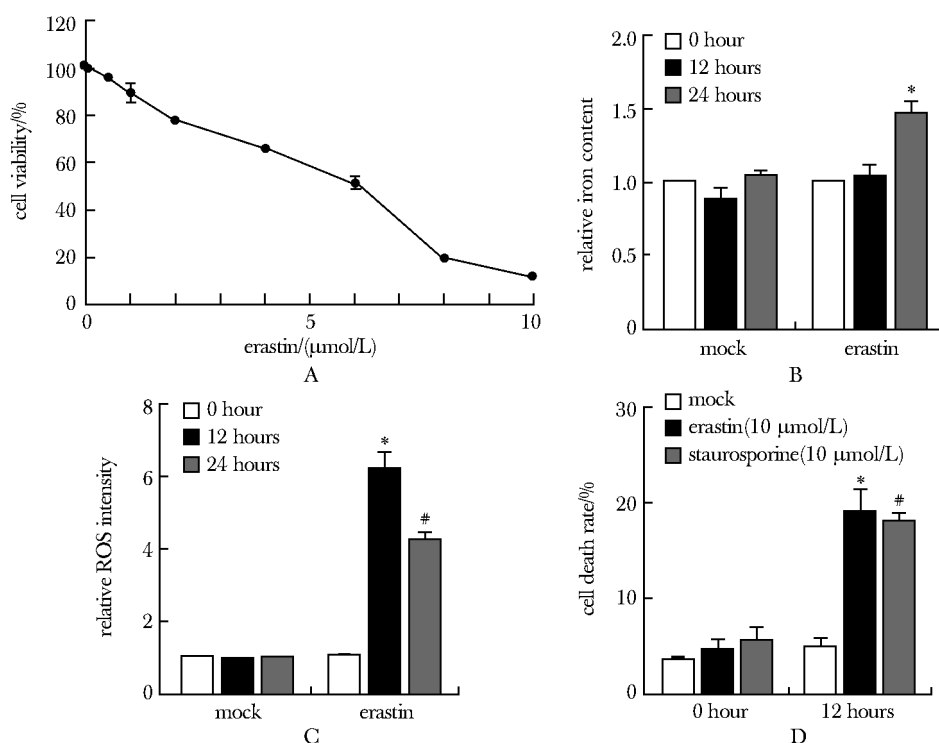 120
100
80
60
40
20
0
cell viability/%
0
5
10
erastin/(μmol/L)
A
2.0
1.5
1.0
0.5
0
relative iron content
0 hour
12 hours
24 hours
*
mock
erastin
B
8
6
4
2
0
relative ROS intensity
0 hour
12 hours
24 hours
*
#
mock
erastin
C
30
20
10
0
cell death rate/%
mock
erastin(10 μmol/L)
staurosporine(10 μmol/L)
*
#
0 hour
12 hours
D